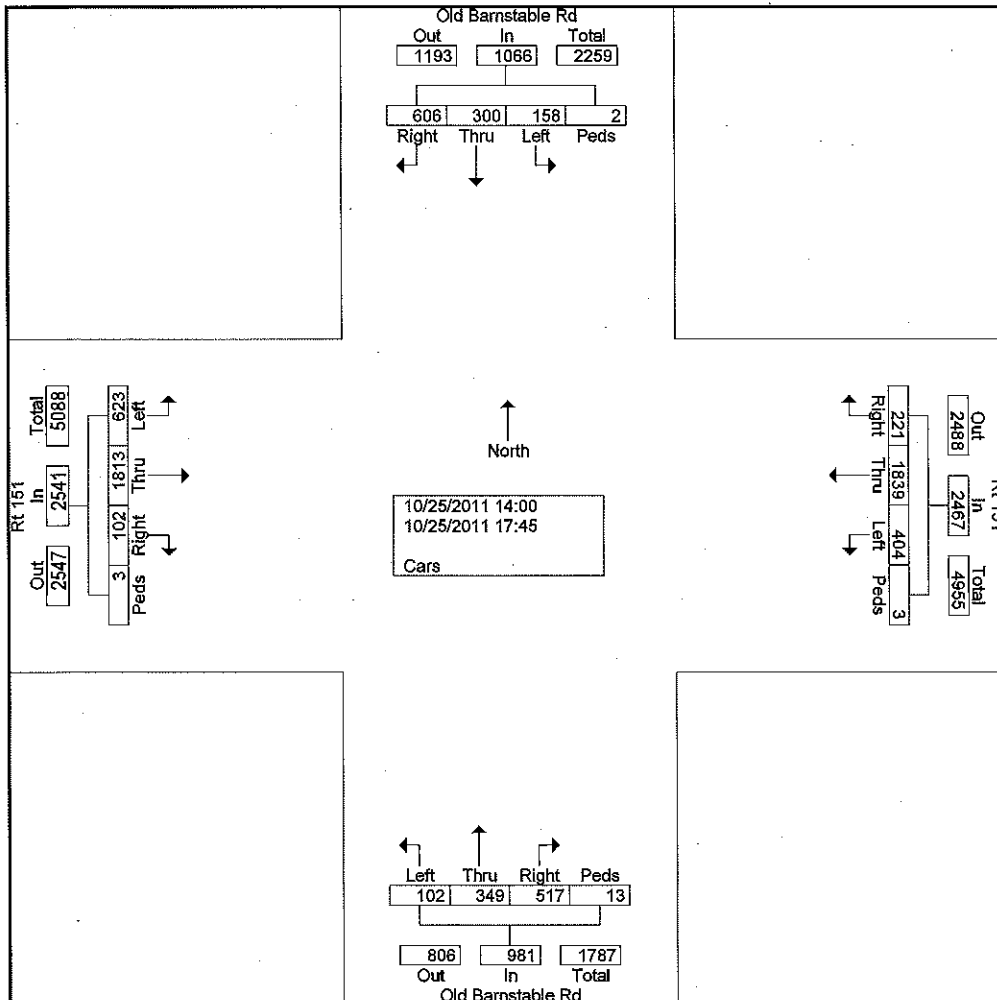 Old Barnstable Rd
Out In Total
1193 1066 2259
606 300 158 2
Right Thru Left Peds
Rt 151
Total In Out
5088 2541 2547
623 1813 102 3
Left Thru Right Peds
North
10/25/2011 14:00
10/25/2011 17:45
Cars
Right Thru Left Peds
221 1839 404 3
Out In Total
2488 2467 4955
Left Thru Right Peds
102 349 517 13
806 981 1787
Out In Total
Old Barnstable Rd